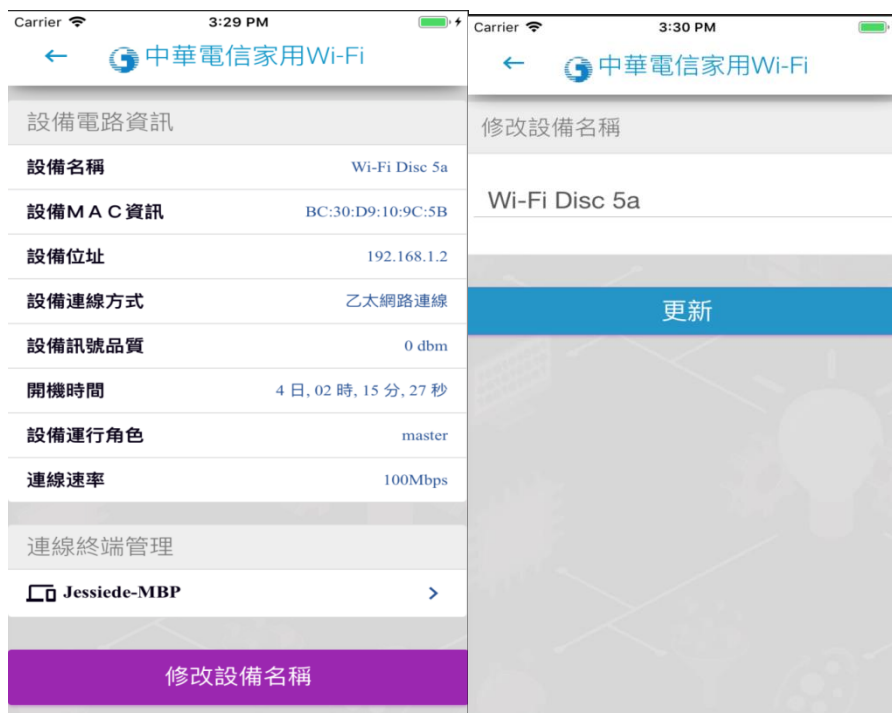 Carrier 3:29 PM
← 中華電信家用Wi-Fi
設備電路資訊
設備名稱 Wi-Fi Disc 5a
設備ＭＡＣ資訊 BC:30:D9:10:9C:5B
設備位址 192.168.1.2
設備連線方式 乙太網路連線
設備訊號品質 0 dbm
開機時間 4 日, 02 時, 15 分, 27 秒
設備運行角色 master
連線速率 100Mbps
連線終端管理
Jessiede-MBP >
修改設備名稱
Carrier 3:30 PM
← 中華電信家用Wi-Fi
修改設備名稱
Wi-Fi Disc 5a
更新